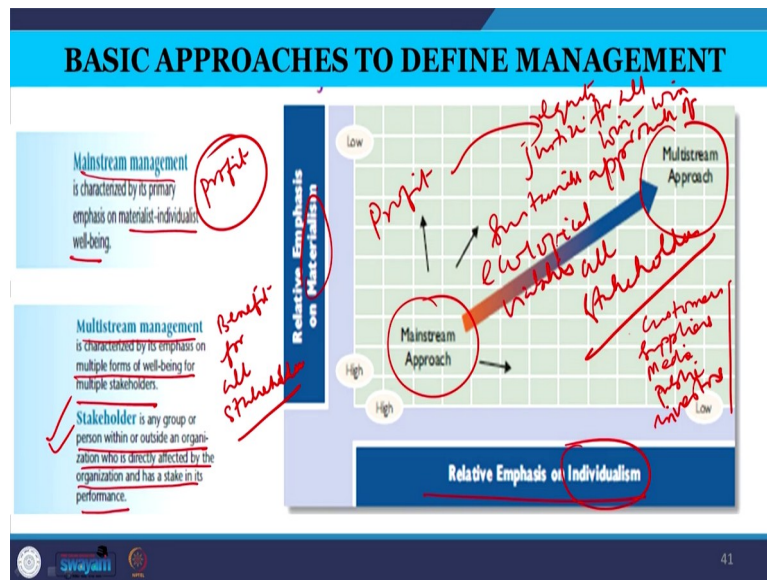 BASIC APPROACHES TO DEFINE MANAGEMENT
Mainstream management
is characterized by its primary
emphasis on materialist-individualist
well-being.
profit
Multistream management
is characterized by its emphasis on
multiple forms of well-being for
multiple stakeholders.
Stakeholder is any group or
person within or outside an organi-
zation who is directly affected by the
organization and has a stake in its
performance.
Benefit
for
all
stakeholders
Relative Emphasis
on Materialism
Low
High
Profit
Justice for all
win-win
approach of
ecological
all
stakeholders
Multistream
Approach
Mainstream
Approach
customers
suppliers
Media
public
investors
High
Low
Relative Emphasis on Individualism
swayam
41